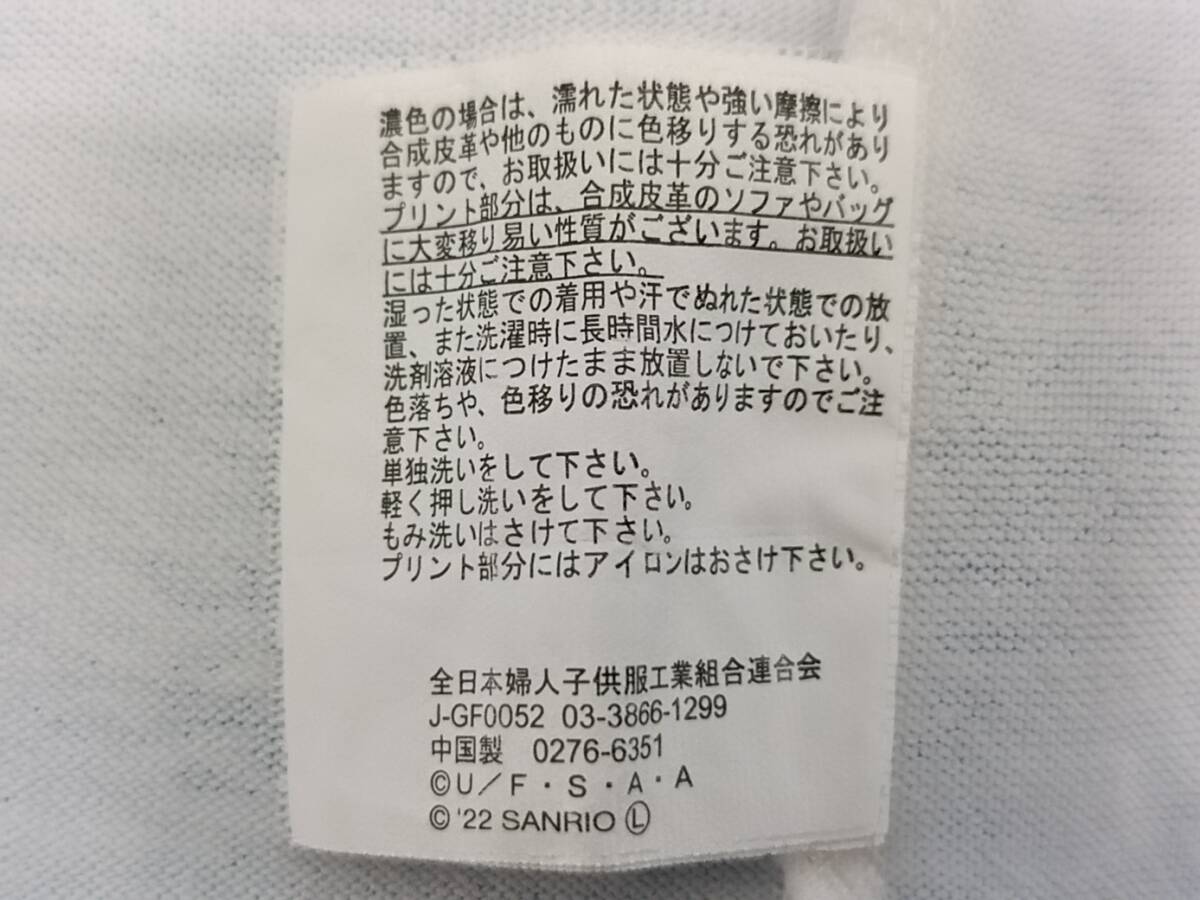 濃色の場合は、濡れた状態や強い摩擦により
合成皮革や他のものに色移りする恐れがあり
ますので、お取扱いには十分ご注意下さい。
プリント部分は、合成皮革のソファやバッグ
に大変移り易い性質がございます。お取扱い
には十分ご注意下さい。
湿った状態での着用や汗でぬれた状態での放
置、また洗濯時に長時間水につけておいたり、
洗剤溶液につけたまま放置しないで下さい。
色落ちや、色移りの恐れがありますのでご注
意下さい。
単独洗いをして下さい。
軽く押し洗いをして下さい。
もみ洗いはさけて下さい。
プリント部分にはアイロンはおさけ下さい。
全日本婦人子供服工業組合連合会
J-GF0052 03-3866-1299
中国製 0276-6351
©U/F・S・A・A
© '22 SANRIO Ⓛ